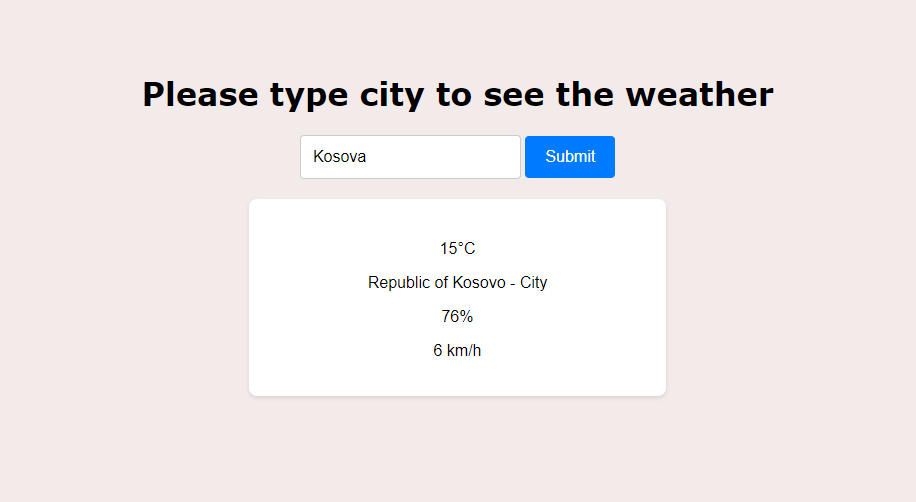 Please type city to see the weather
Kosova Submit
15°C
Republic of Kosovo - City
76%
6 km/h